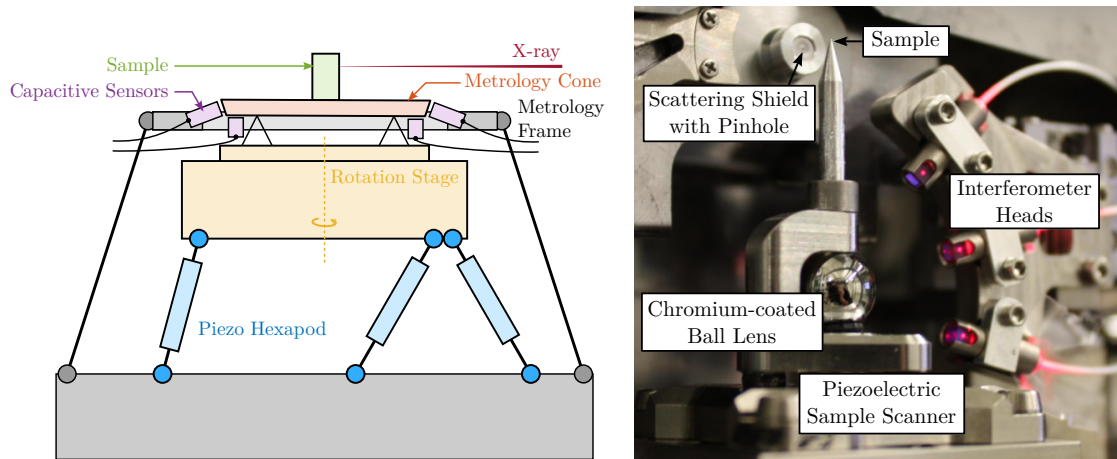 Sample
X-ray
Metrology Cone
Capacitive Sensors
Metrology
Frame
Rotation Stage
Piezo Hexapod
Sample
Scattering Shield
with Pinhole
Interferometer
Heads
Chromium-coated
Ball Lens
Piezoelectric
Sample Scanner